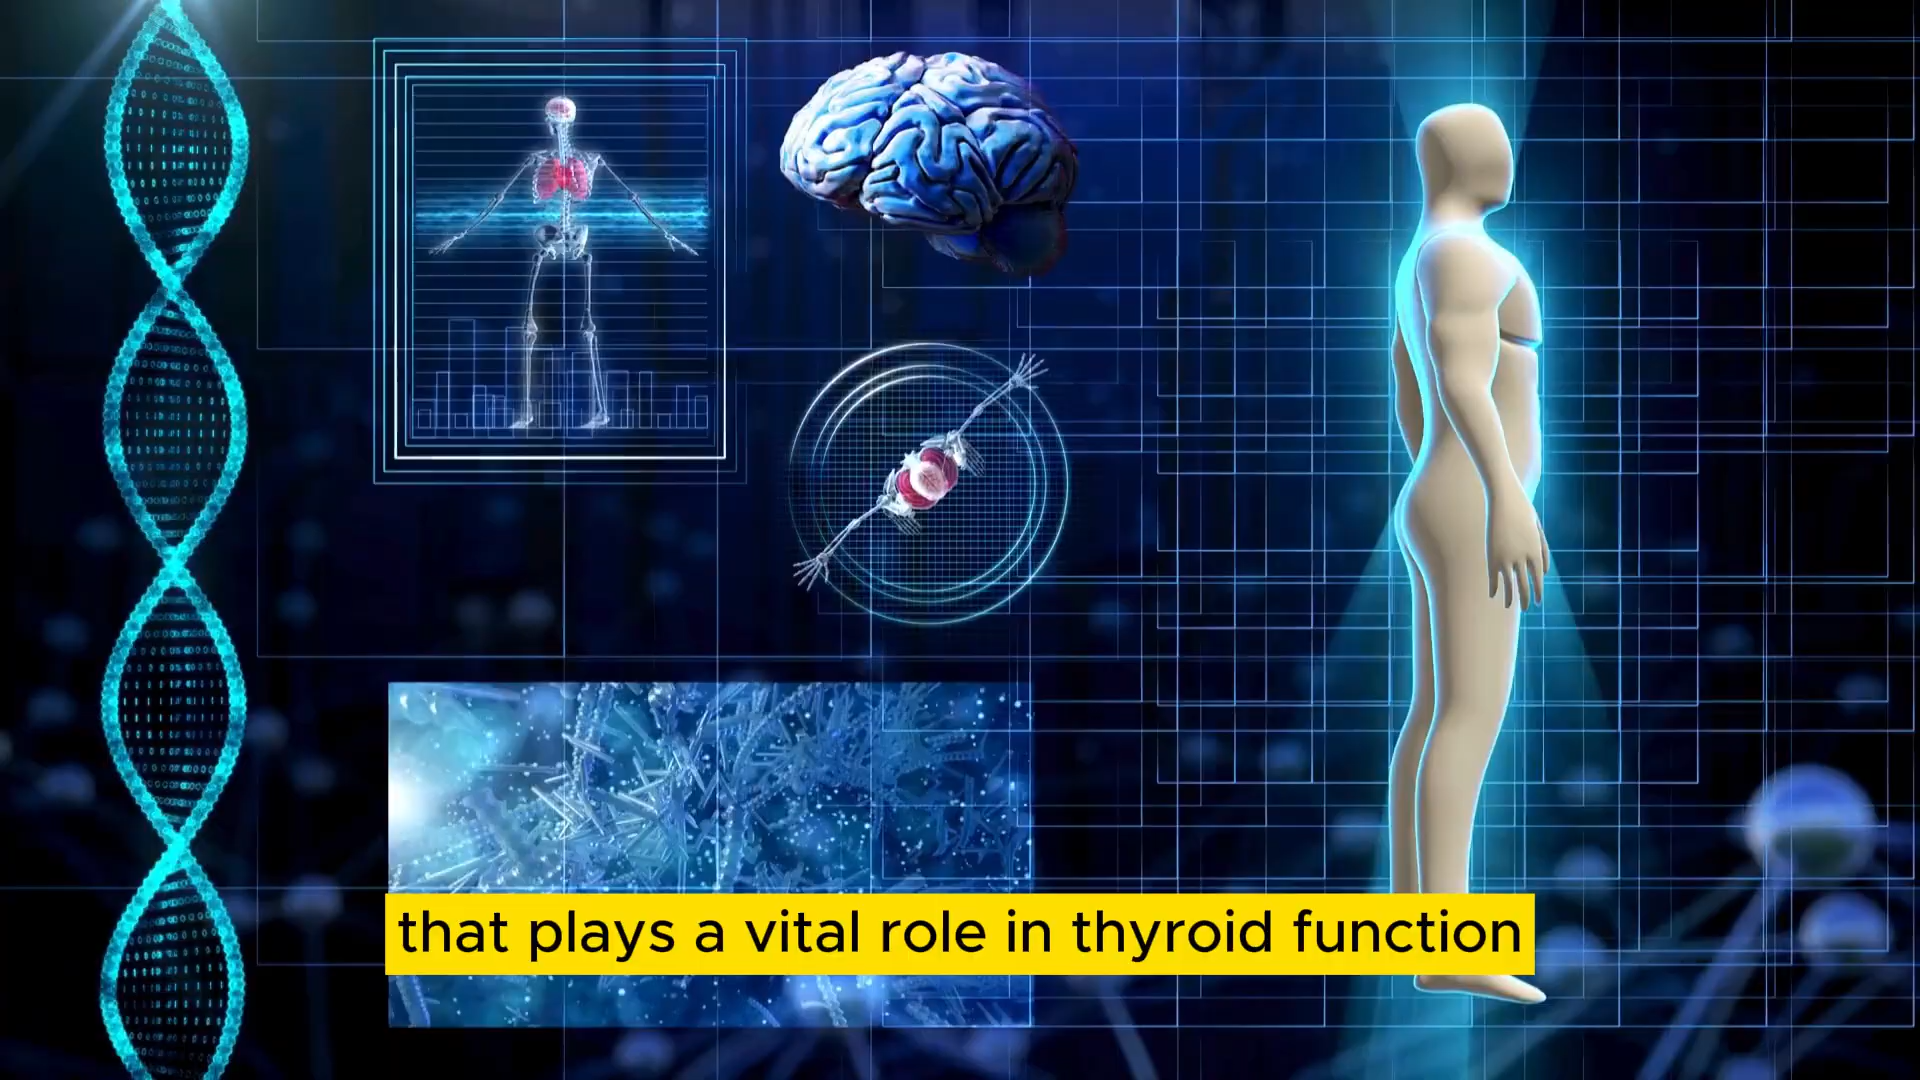 that plays a vital role in thyroid function